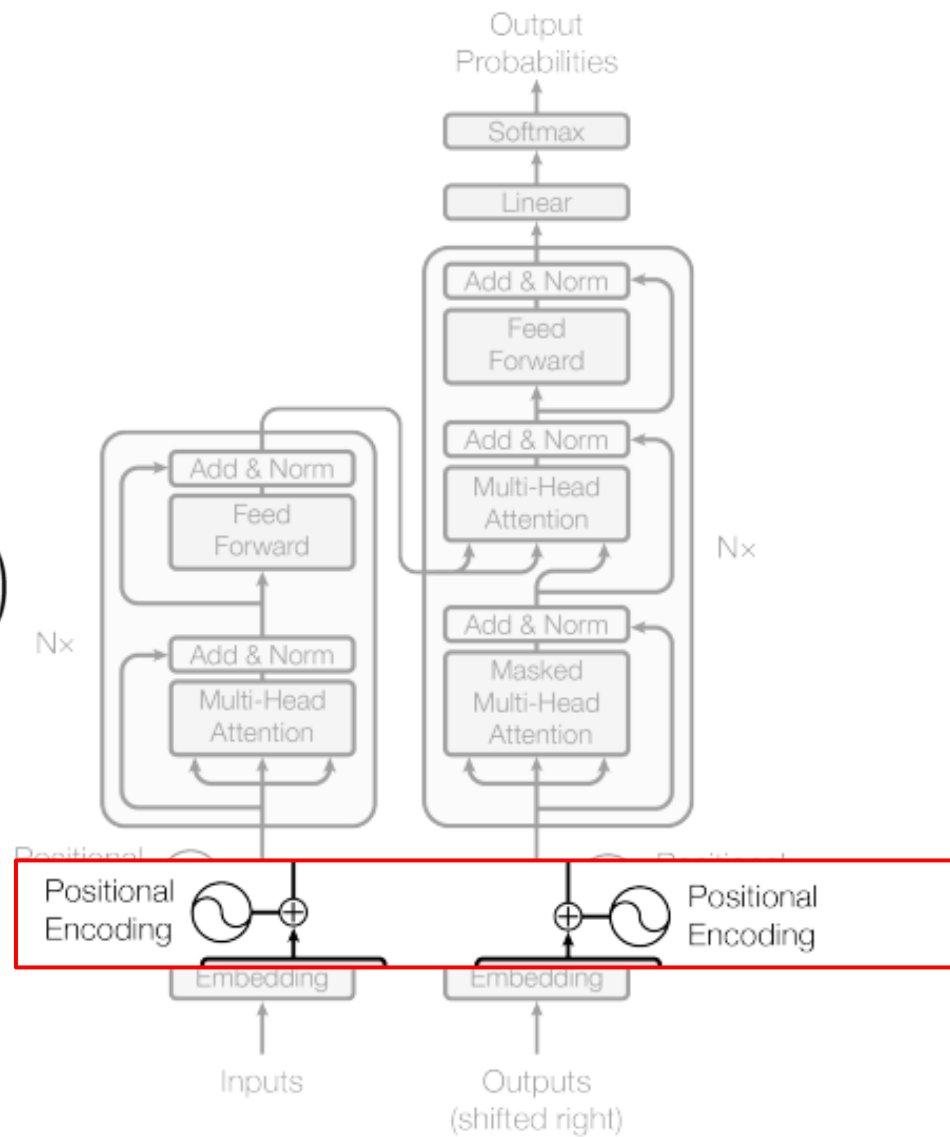 Output
Probabilities
Softmax
Linear
Add & Norm
Feed
Forward
Add & Norm
Multi-Head
Attention
Nx
Add & Norm
Masked
Multi-Head
Attention
Add & Norm
Feed
Forward
Nx
Add & Norm
Multi-Head
Attention
Positional
Positional
Positional
Encoding
Positional
Encoding
Embedding
Embedding
Inputs
Outputs
(shifted right)